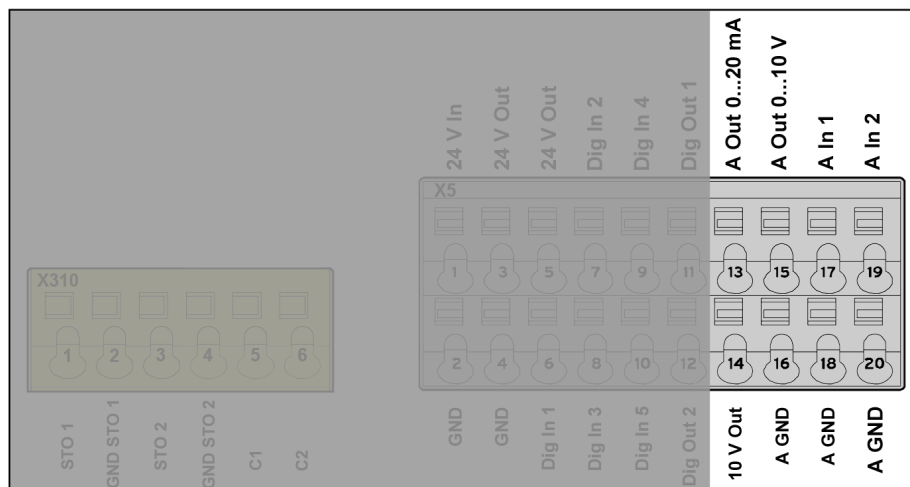 24 V In
24 V Out
24 V Out
Dig In 2
Dig In 4
Dig Out 1
A Out 0...20 mA
A Out 0...10 V
A In 1
A In 2
X5
1 3 5 7 9 11 13 15 17 19
2 4 6 8 10 12 14 16 18 20
GND
GND
Dig In 1
Dig In 3
Dig In 5
Dig Out 2
10 V Out
A GND
A GND
A GND
X310
1 2 3 4 5 6
STO 1
GND STO 1
STO 2
GND STO 2
C1
C2